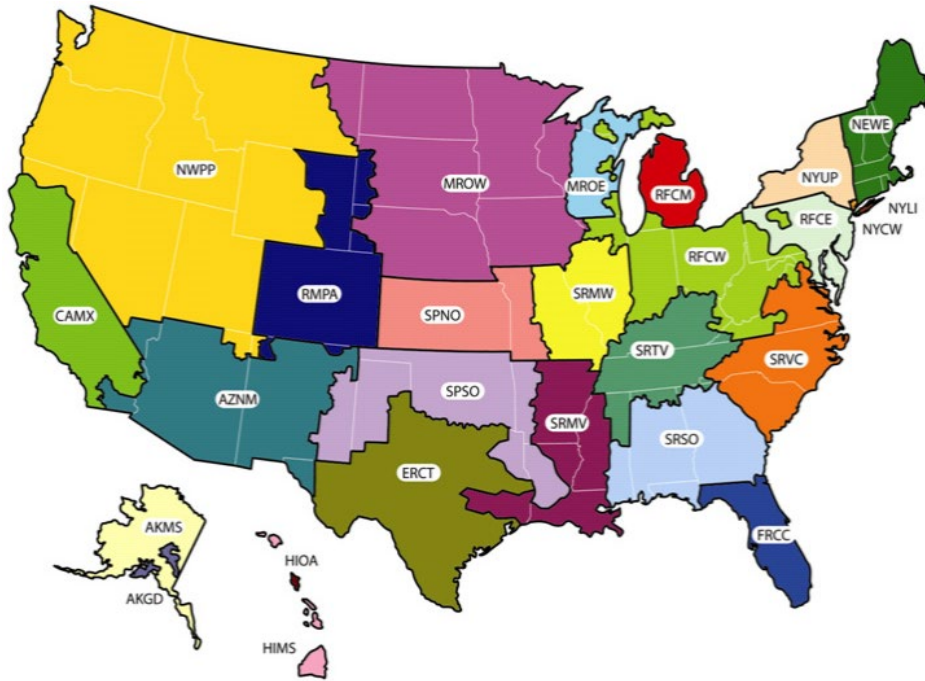 NEWE
NWPP
MROW
MROE
RFCM
NYUP
NYLI
RFCE
NYCW
RFCW
RMPA
SRMW
CAMX
SPNO
SRTV
SRVC
AZNM
SPSO
SRMV
SRSO
ERCT
AKMS
FRCC
HIOA
AKGD
HIMS